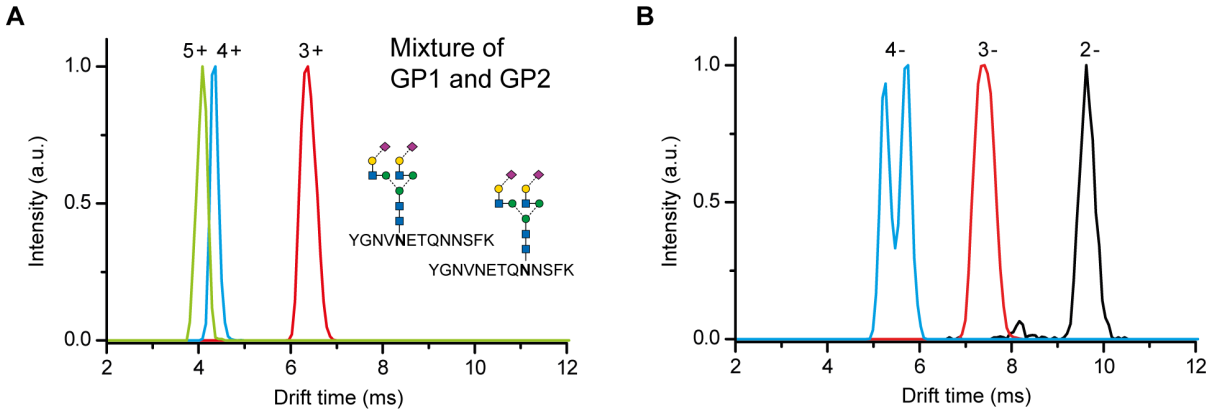 A
5+ 4+ 3+
Mixture of
GP1 and GP2
Intensity (a.u.)
1.0
0.5
0.0
YGNVNETQNNSFK
YGNVNETQNNSFK
2 4 6 8 10 12
Drift time (ms)
B
4- 3- 2-
Intensity (a.u.)
1.0
0.5
0.0
2 4 6 8 10 12
Drift time (ms)